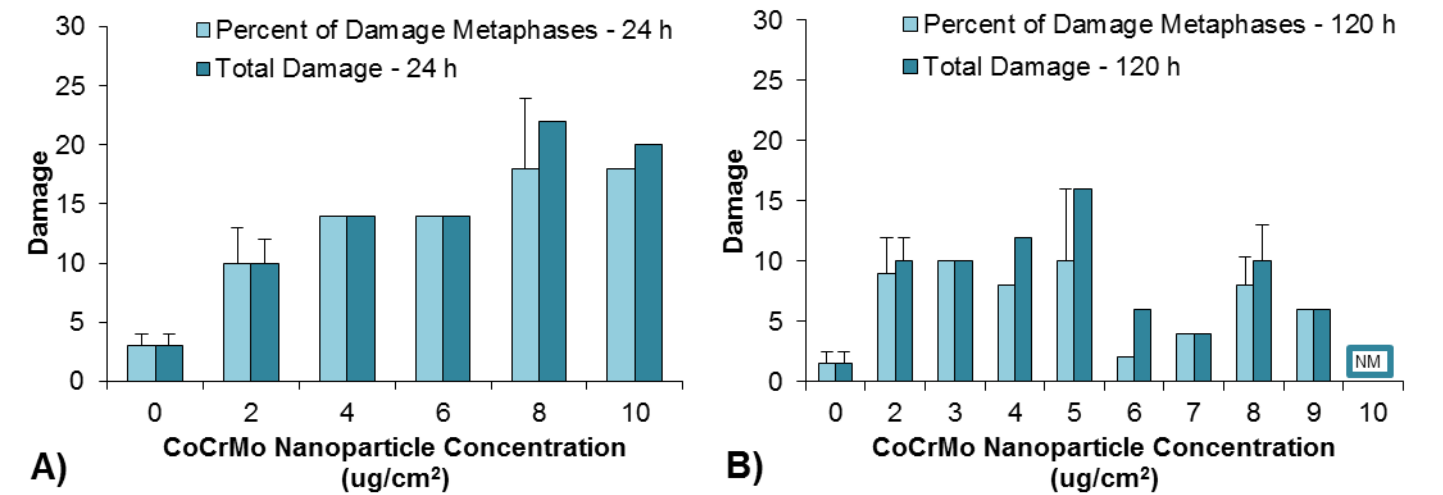 Percent of Damage Metaphases - 24 h
Total Damage - 24 h
30
25
20
15
10
5
0
Damage
0 2 4 6 8 10
CoCrMo Nanoparticle Concentration
(ug/cm²)
A)
Percent of Damage Metaphases - 120 h
Total Damage - 120 h
30
25
20
15
10
5
0
Damage
NM
0 2 3 4 5 6 7 8 9 10
CoCrMo Nanoparticle Concentration
(ug/cm²)
B)